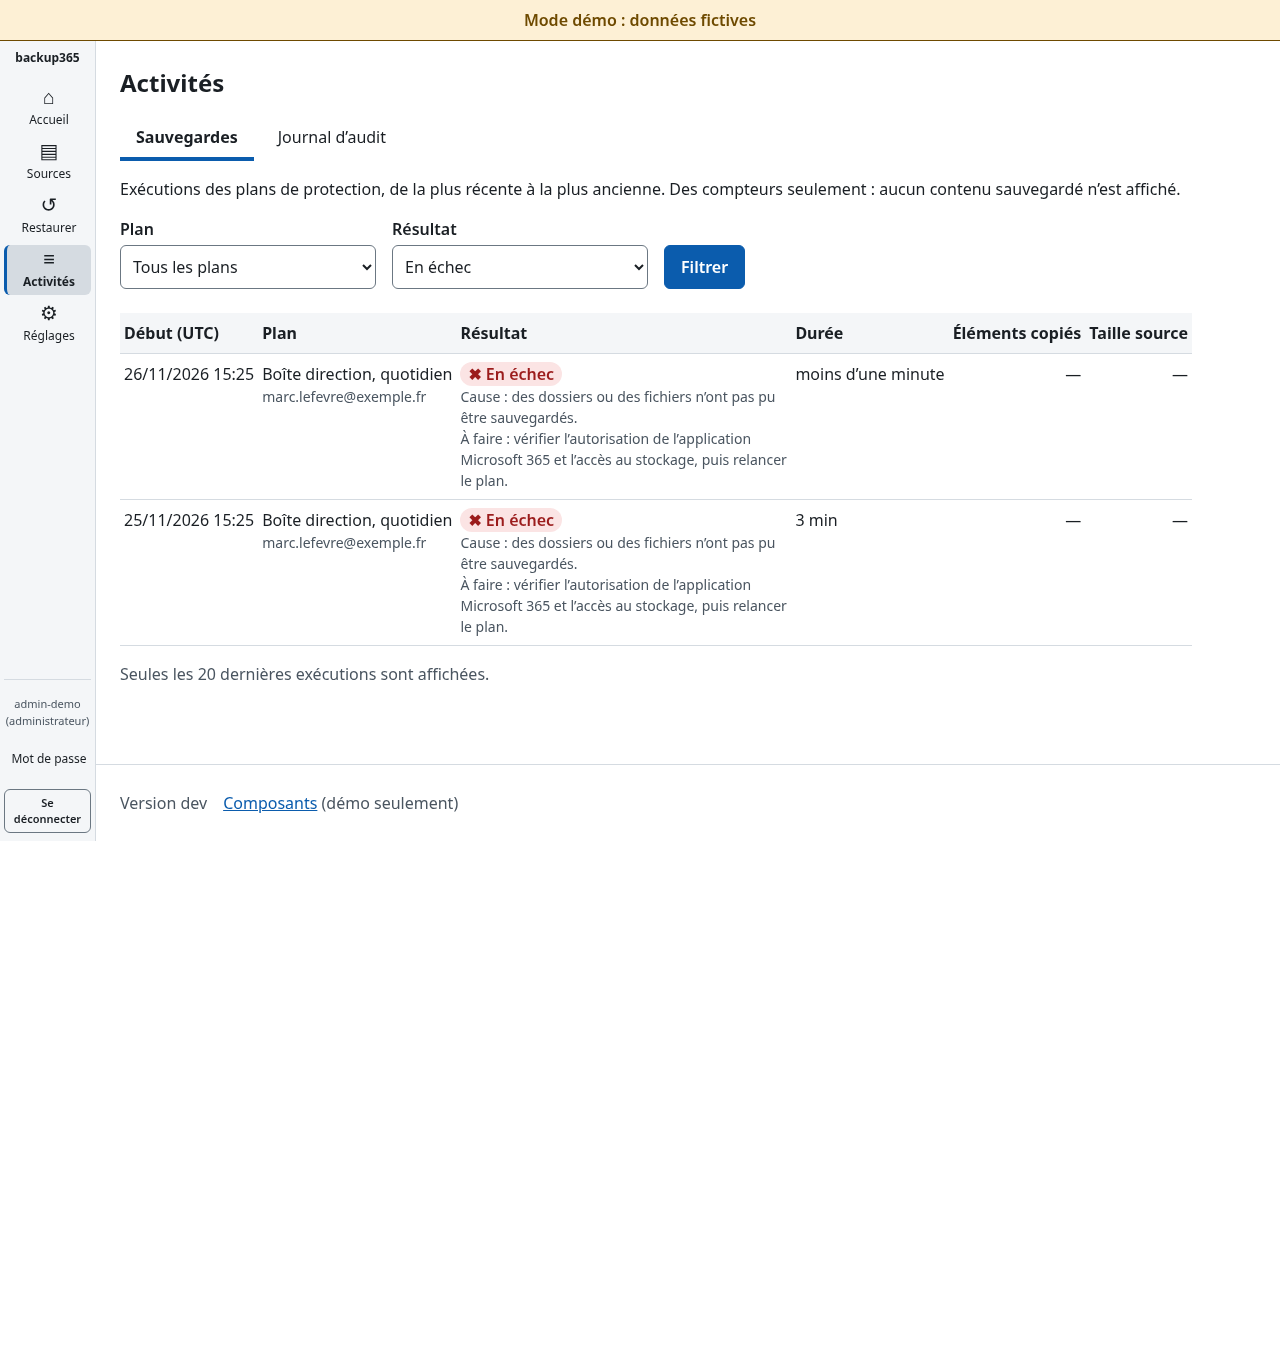 Mode démo : données fictives
backup365
Accueil
Sources
Restaurer
Activités
Réglages
admin-demo
(administrateur)
Mot de passe
Se
déconnecter
Activités
Sauvegardes
Journal d’audit
Exécutions des plans de protection, de la plus récente à la plus ancienne. Des compteurs seulement : aucun contenu sauvegardé n’est affiché.
Plan
Résultat
Tous les plans
En échec
Filtrer
Début (UTC) Plan Résultat Durée Éléments copiés Taille source
26/11/2026 15:25 Boîte direction, quotidien ✖ En échec moins d’une minute — —
marc.lefevre@exemple.fr Cause : des dossiers ou des fichiers n’ont pas pu
être sauvegardés.
À faire : vérifier l’autorisation de l’application
Microsoft 365 et l’accès au stockage, puis relancer
le plan.
25/11/2026 15:25 Boîte direction, quotidien ✖ En échec 3 min — —
marc.lefevre@exemple.fr Cause : des dossiers ou des fichiers n’ont pas pu
être sauvegardés.
À faire : vérifier l’autorisation de l’application
Microsoft 365 et l’accès au stockage, puis relancer
le plan.
Seules les 20 dernières exécutions sont affichées.
Version dev Composants (démo seulement)